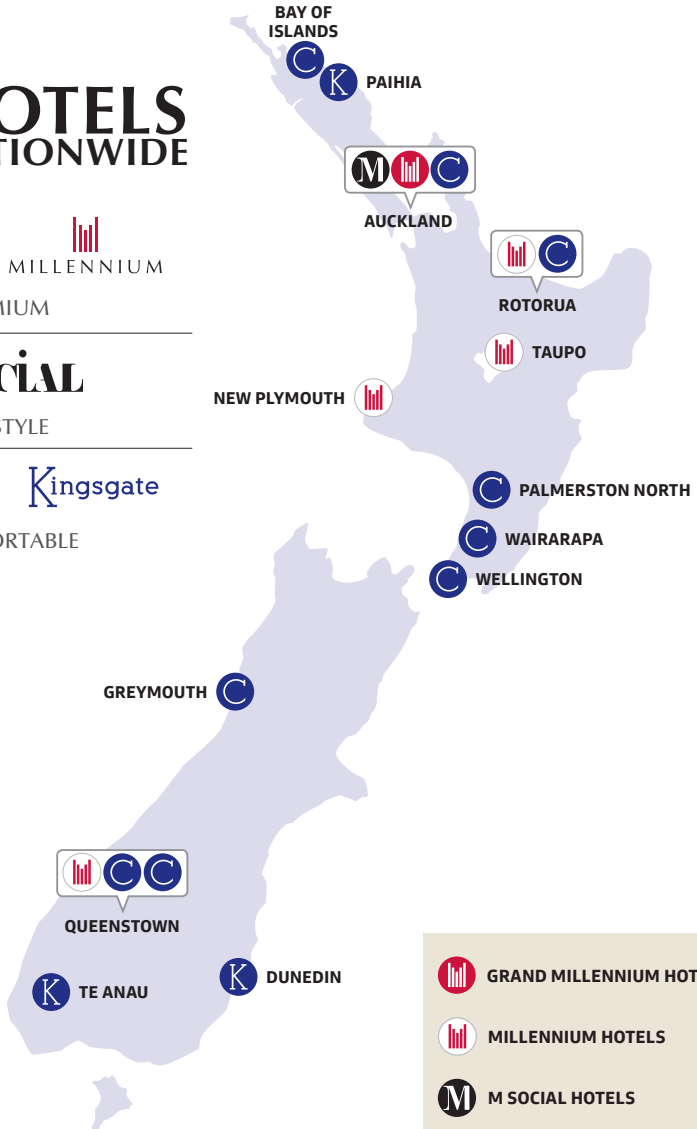 OTELS
TIONWIDE
MILLENNIUM
MIUM
CiAL
STYLE
Kingsgate
ORTABLE
BAY OF
ISLANDS
C
K PAIHIA
M C
AUCKLAND
C
ROTORUA
TAUPO
NEW PLYMOUTH
C PALMERSTON NORTH
C WAIRARAPA
C WELLINGTON
GREYMOUTH C
C C
QUEENSTOWN
K TE ANAU
K DUNEDIN
GRAND MILLENNIUM HOT
MILLENNIUM HOTELS
M M SOCIAL HOTELS